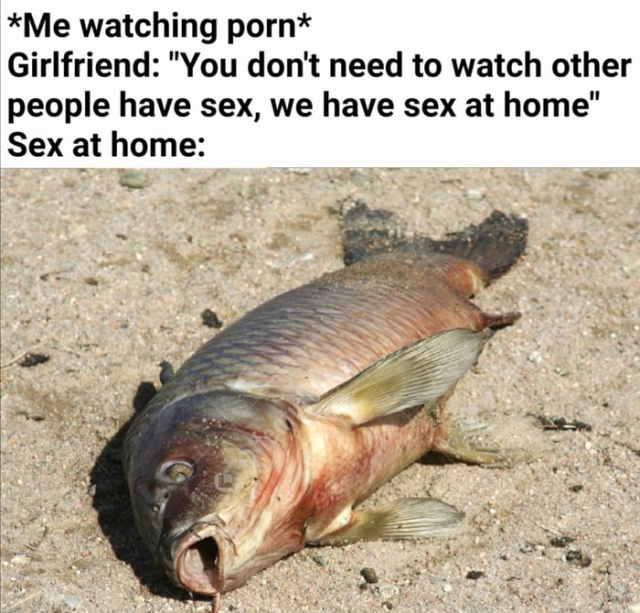 *Me watching porn*
Girlfriend: "You don't need to watch other
people have sex, we have sex at home"
Sex at home: